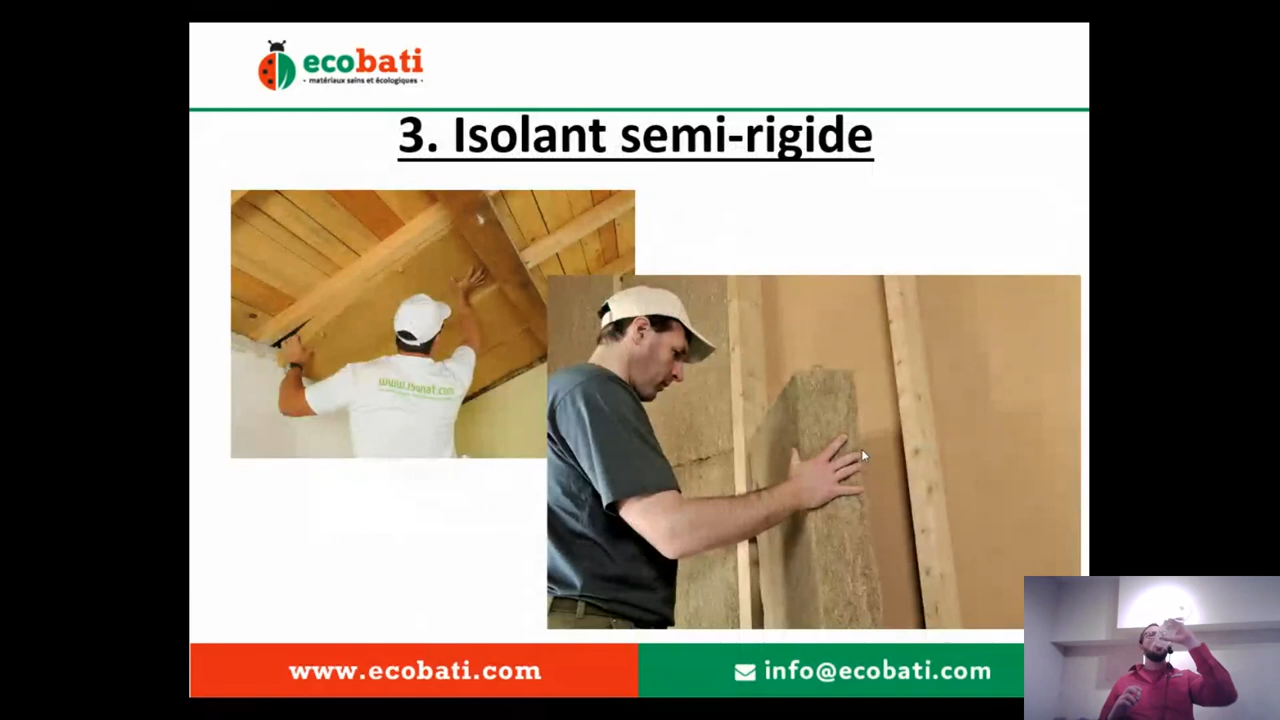 ecobati
• matériaux sains et écologiques •
3. Isolant semi-rigide
www.isonat.com
www.ecobati.com
info@ecobati.com